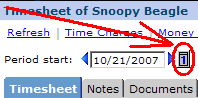 Timesheet of Snoopy Beagle
Refresh | Time Charges | Money
Period start: 10/21/2007
Timesheet Notes Documents